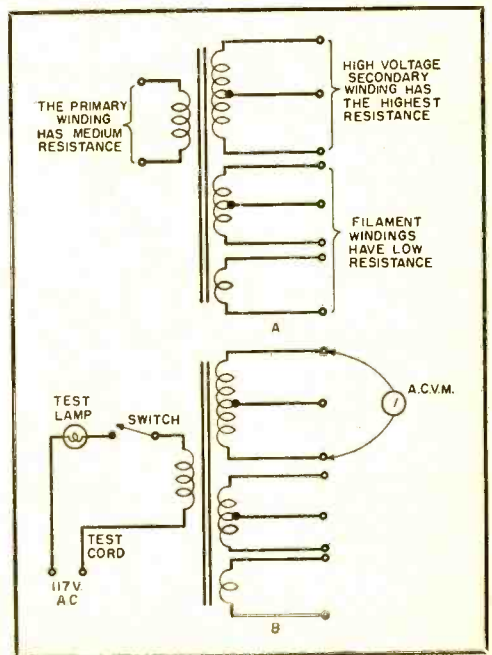 THE PRIMARY
WINDING
HAS MEDIUM
RESISTANCE
HIGH VOLTAGE
SECONDARY
WINDING HAS
THE HIGHEST
RESISTANCE
FILAMENT
WINDINGS
HAVE LOW
RESISTANCE
A
TEST
LAMP
SWITCH
A.C.V.M.
TEST
CORD
117V.
A.C
B